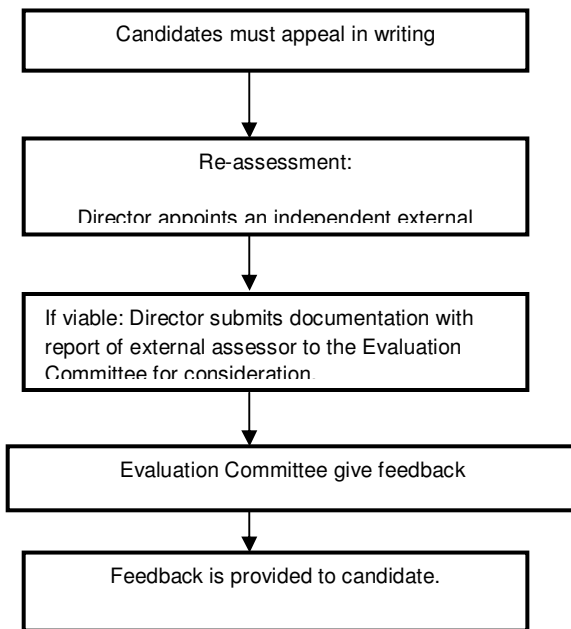 Candidates must appeal in writing
Re-assessment:
Director appoints an independent external
If viable: Director submits documentation with
report of external assessor to the Evaluation
Committee for consideration.
Evaluation Committee give feedback
Feedback is provided to candidate.